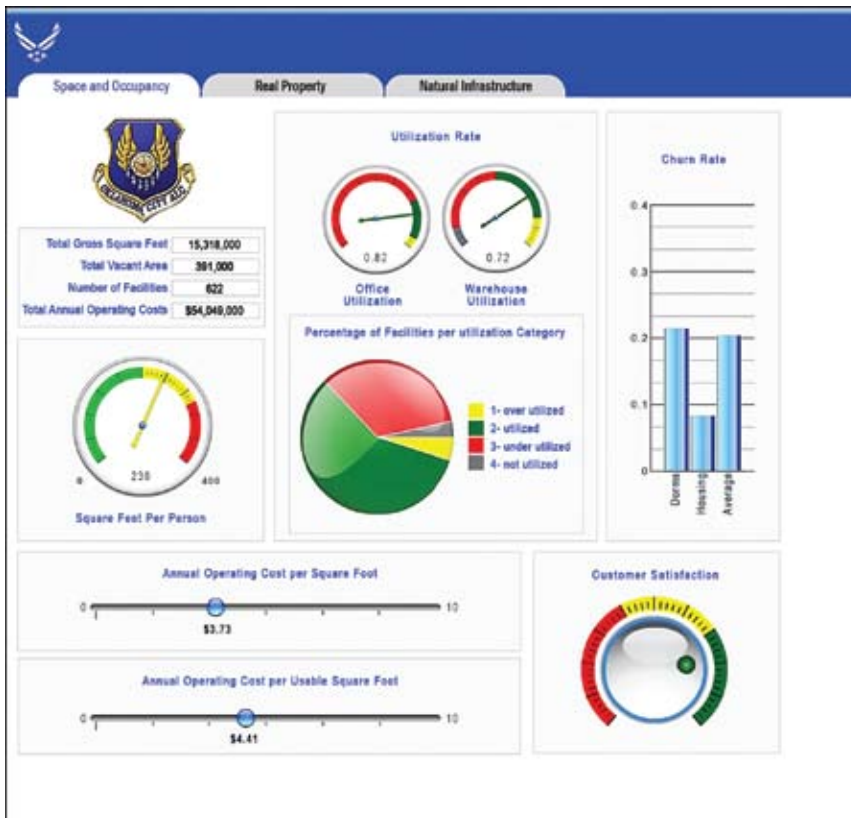 Space and Occupancy
Real Property
Natural Infrastructure
OKLAHOMA CITY ALC
Total Gross Square Feet 15,318,000
Total Vacant Area 391,000
Number of Facilities 622
Total Annual Operating Costs $54,049,000
Utilization Rate
0.82
Office
Utilization
0.72
Warehouse
Utilization
Churn Rate
0.4
0.3
0.2
0.1
0
Dorms
Housing
Average
Percentage of Facilities per utilization Category
1- over utilized
2- utilized
3- under utilized
4- not utilized
0
400
Square Feet Per Person
Annual Operating Cost per Square Foot
0
10
$3.73
Annual Operating Cost per Usable Square Foot
0
10
$4.41
Customer Satisfaction